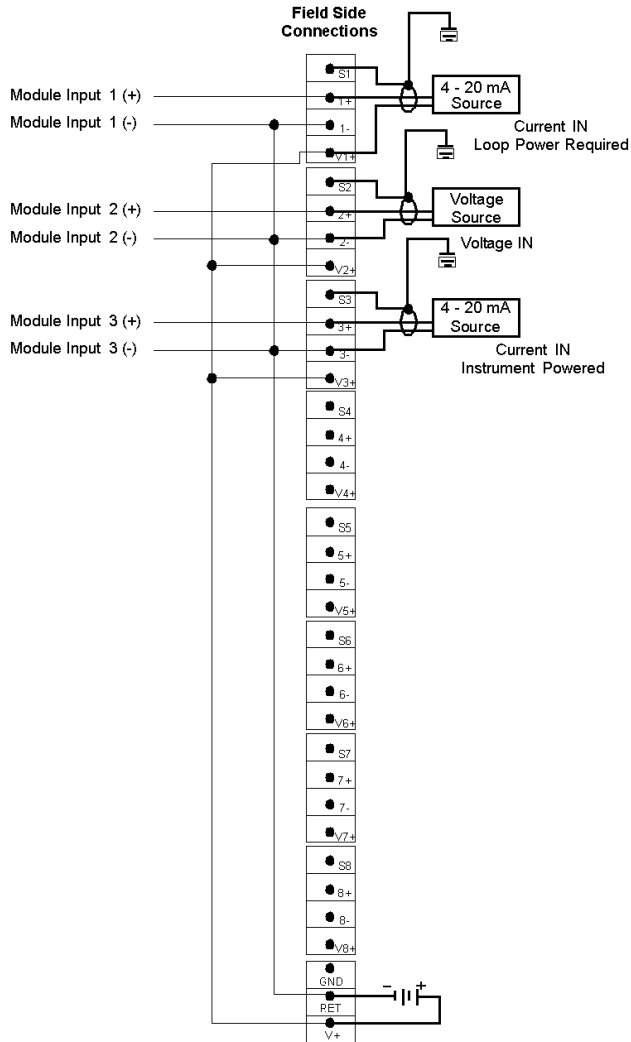 Field Side
Connections
S1
Module Input 1 (+)
1+
4 - 20 mA
Source
Module Input 1 (-)
1-
Current IN
Loop Power Required
V1+
S2
Module Input 2 (+)
2+
Voltage
Source
Module Input 2 (-)
2-
Voltage IN
V2+
S3
Module Input 3 (+)
3+
4 - 20 mA
Source
Module Input 3 (-)
3-
Current IN
Instrument Powered
V3+
S4
4+
4-
V4+
S5
5+
5-
V5+
S6
6+
6-
V6+
S7
7+
7-
V7+
S8
8+
8-
V8+
GND
- +
RET
V+